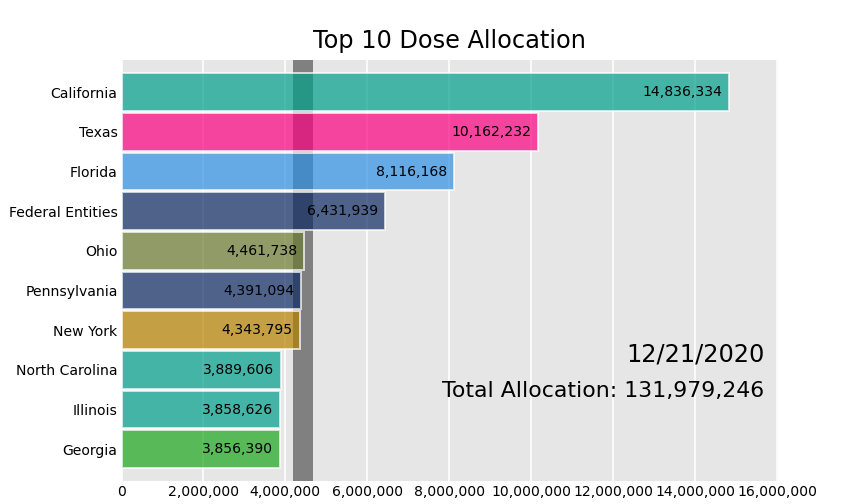 Top 10 Dose Allocation
California 14,836,334
Texas 10,162,232
Florida 8,116,168
Federal Entities 6,431,939
Ohio 4,461,738
Pennsylvania 4,391,094
New York 4,343,795
12/21/2020
North Carolina 3,889,606
Total Allocation: 131,979,246
Illinois 3,858,626
Georgia 3,856,390
0 2,000,000 4,000,000 6,000,000 8,000,000 10,000,000 12,000,000 14,000,000 16,000,000